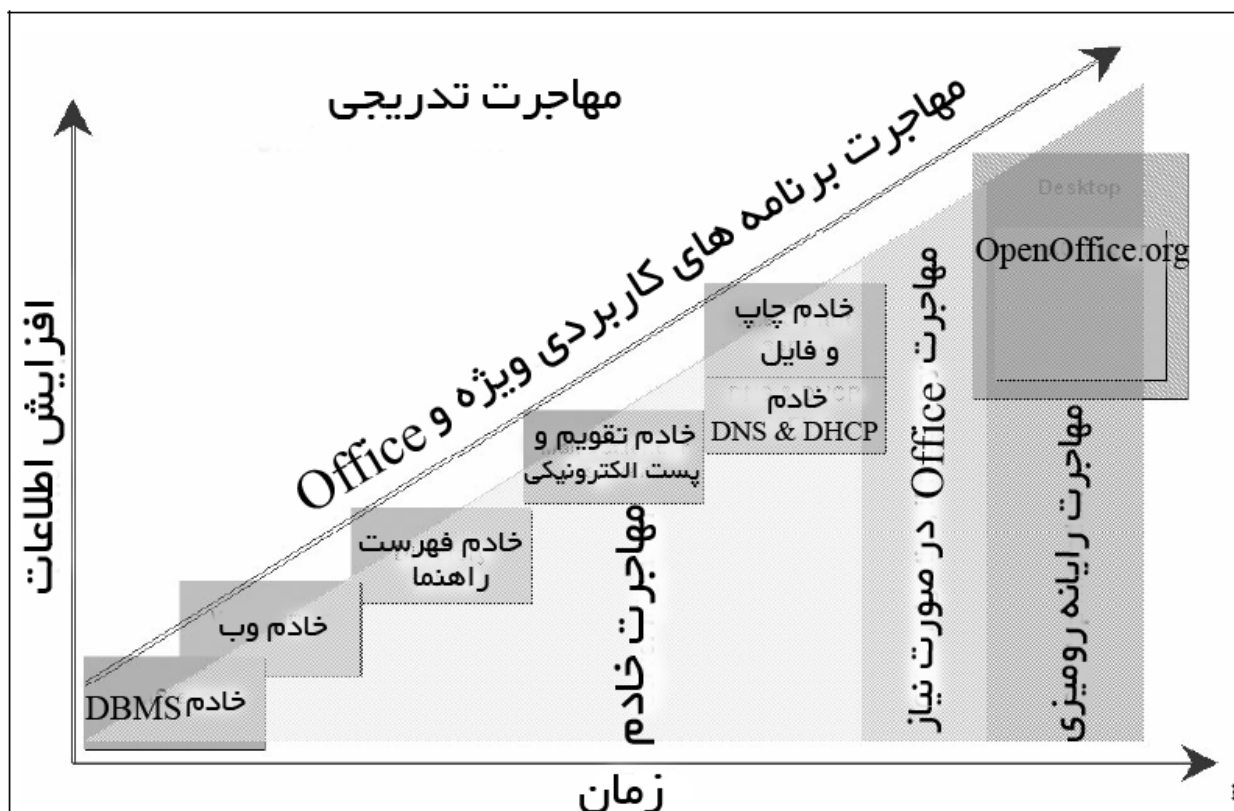 مهاجرت تدریجی
مهاجرت برنامه های کاربردی ویژه و Office
افزایش اطلاعات
Desktop
OpenOffice.org
خادم چاپ
و فایل
خادم
DNS & DHCP
خادم تقویم و
پست الکترونیکی
خادم فهرست
راهنما
خادم وب
خادم DBMS
مهاجرت خادم
مهاجرت Office در صورت نیاز
مهاجرت رایانه رومیزی
زمان